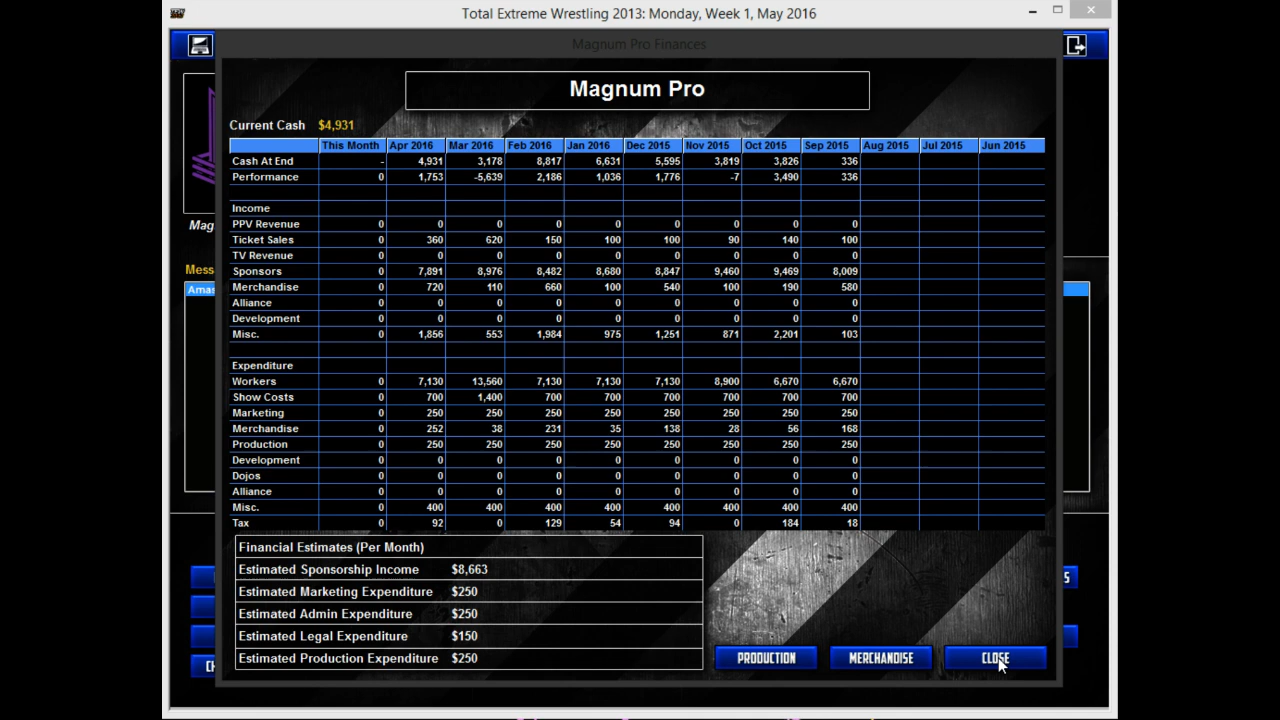 Total Extreme Wrestling 2013: Monday, Week 1, May 2016
Magnum Pro Finances
Magnum Pro
Current Cash $4,931
This Month Apr 2016 Mar 2016 Feb 2016 Jan 2016 Dec 2015 Nov 2015 Oct 2015 Sep 2015 Aug 2015 Jul 2015 Jun 2015
Cash At End - 4,931 3,178 8,817 6,631 5,595 3,819 3,826 336
Performance 0 1,753 -5,639 2,186 1,036 1,776 -7 3,490 336
Income
Mag
PPV Revenue 0 0 0 0 0 0 0 0 0
Ticket Sales 0 360 620 150 100 100 90 140 100
TV Revenue 0 0 0 0 0 0 0 0 0
Mess
Sponsors 0 7,891 8,976 8,482 8,680 8,847 9,460 9,469 8,009
Amas
Merchandise 0 720 110 660 100 540 100 190 580
Alliance 0 0 0 0 0 0 0 0 0
Development 0 0 0 0 0 0 0 0 0
Misc. 0 1,856 553 1,984 975 1,251 871 2,201 103
Expenditure
Workers 0 7,130 13,560 7,130 7,130 7,130 8,900 6,670 6,670
Show Costs 0 700 1,400 700 700 700 700 700 700
Marketing 0 250 250 250 250 250 250 250 250
Merchandise 0 252 38 231 35 138 28 56 168
Production 0 250 250 250 250 250 250 250 250
Development 0 0 0 0 0 0 0 0 0
Dojos 0 0 0 0 0 0 0 0 0
Alliance 0 0 0 0 0 0 0 0 0
Misc. 0 400 400 400 400 400 400 400 400
Tax 0 92 0 129 54 94 0 184 18
Financial Estimates (Per Month)
Estimated Sponsorship Income $8,663
Estimated Marketing Expenditure $250
Estimated Admin Expenditure $250
Estimated Legal Expenditure $150
Estimated Production Expenditure $250
PRODUCTION MERCHANDISE CLOSE